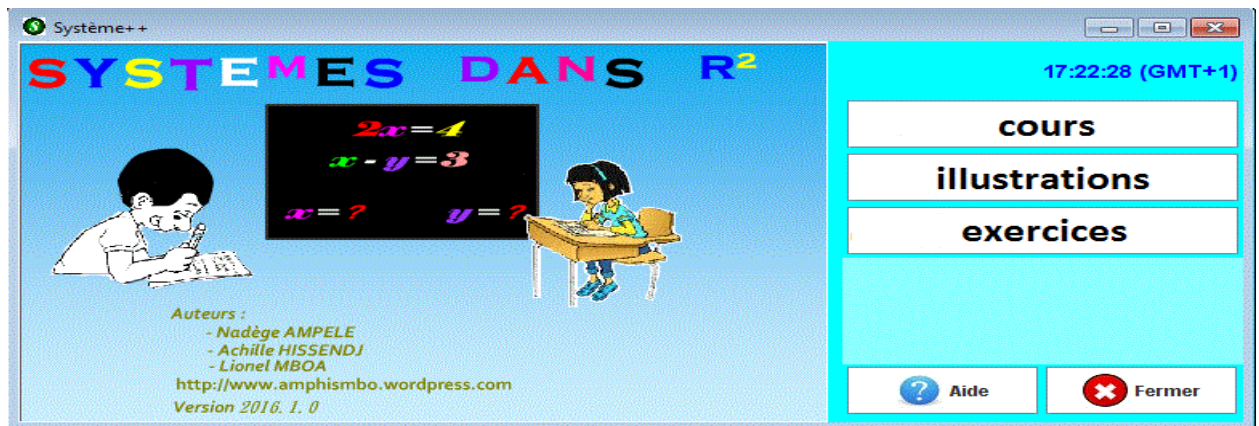 Système++
SYSTEMES DANS R²
2x=4
x-y=3
x=? y=?
Auteurs :
- Nadège AMPELE
- Achille HISSENDJ
- Lionel MBOA
http://www.amphismbo.wordpress.com
Version 2016. 1. 0
17:22:28 (GMT+1)
cours
illustrations
exercices
? Aide
Fermer